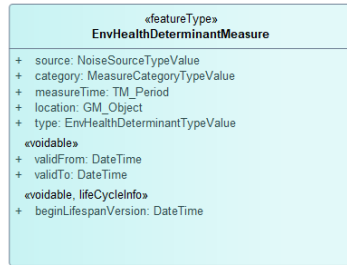 «featureType»
EnvHealthDeterminantMeasure
+ source: NoiseSourceTypeValue
+ category: MeasureCategoryTypeValue
+ measureTime: TM_Period
+ location: GM_Object
+ type: EnvHealthDeterminantTypeValue
«voidable»
+ validFrom: DateTime
+ validTo: DateTime
«voidable, lifeCycleInfo»
+ beginLifespanVersion: DateTime